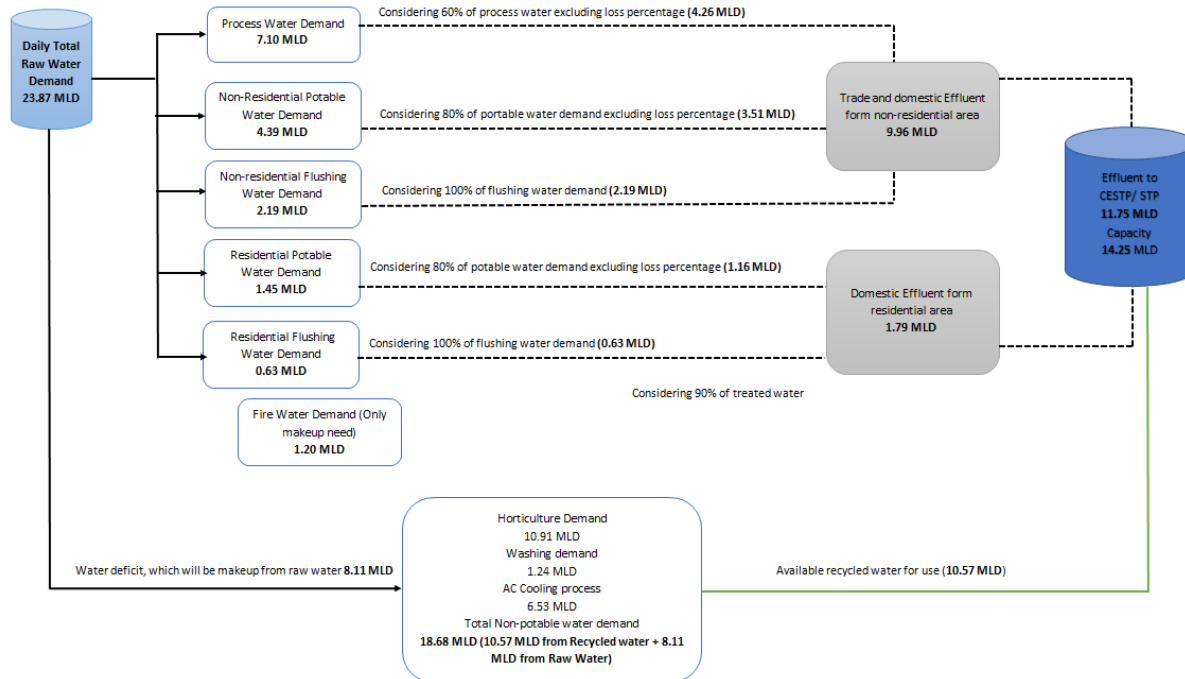 Daily Total
Raw Water
Demand
23.87 MLD
Process Water Demand
7.10 MLD
Considering 60% of process water excluding loss percentage (4.26 MLD)
Non-Residential Potable
Water Demand
4.39 MLD
Considering 80% of portable water demand excluding loss percentage (3.51 MLD)
Non-residential Flushing
Water Demand
2.19 MLD
Considering 100% of flushing water demand (2.19 MLD)
Trade and domestic Effluent
form non-residential area
9.96 MLD
Residential Potable
Water Demand
1.45 MLD
Considering 80% of potable water demand excluding loss percentage (1.16 MLD)
Residential Flushing
Water Demand
0.63 MLD
Considering 100% of flushing water demand (0.63 MLD)
Domestic Effluent form
residential area
1.79 MLD
Effluent to
CESTP/ STP
11.75 MLD
Capacity
14.25 MLD
Considering 90% of treated water
Fire Water Demand (Only
makeup need)
1.20 MLD
Water deficit, which will be makeup from raw water 8.11 MLD
Horticulture Demand
10.91 MLD
Washing demand
1.24 MLD
AC Cooling process
6.53 MLD
Total Non-potable water demand
18.68 MLD (10.57 MLD from Recycled water + 8.11
MLD from Raw Water)
Available recycled water for use (10.57 MLD)